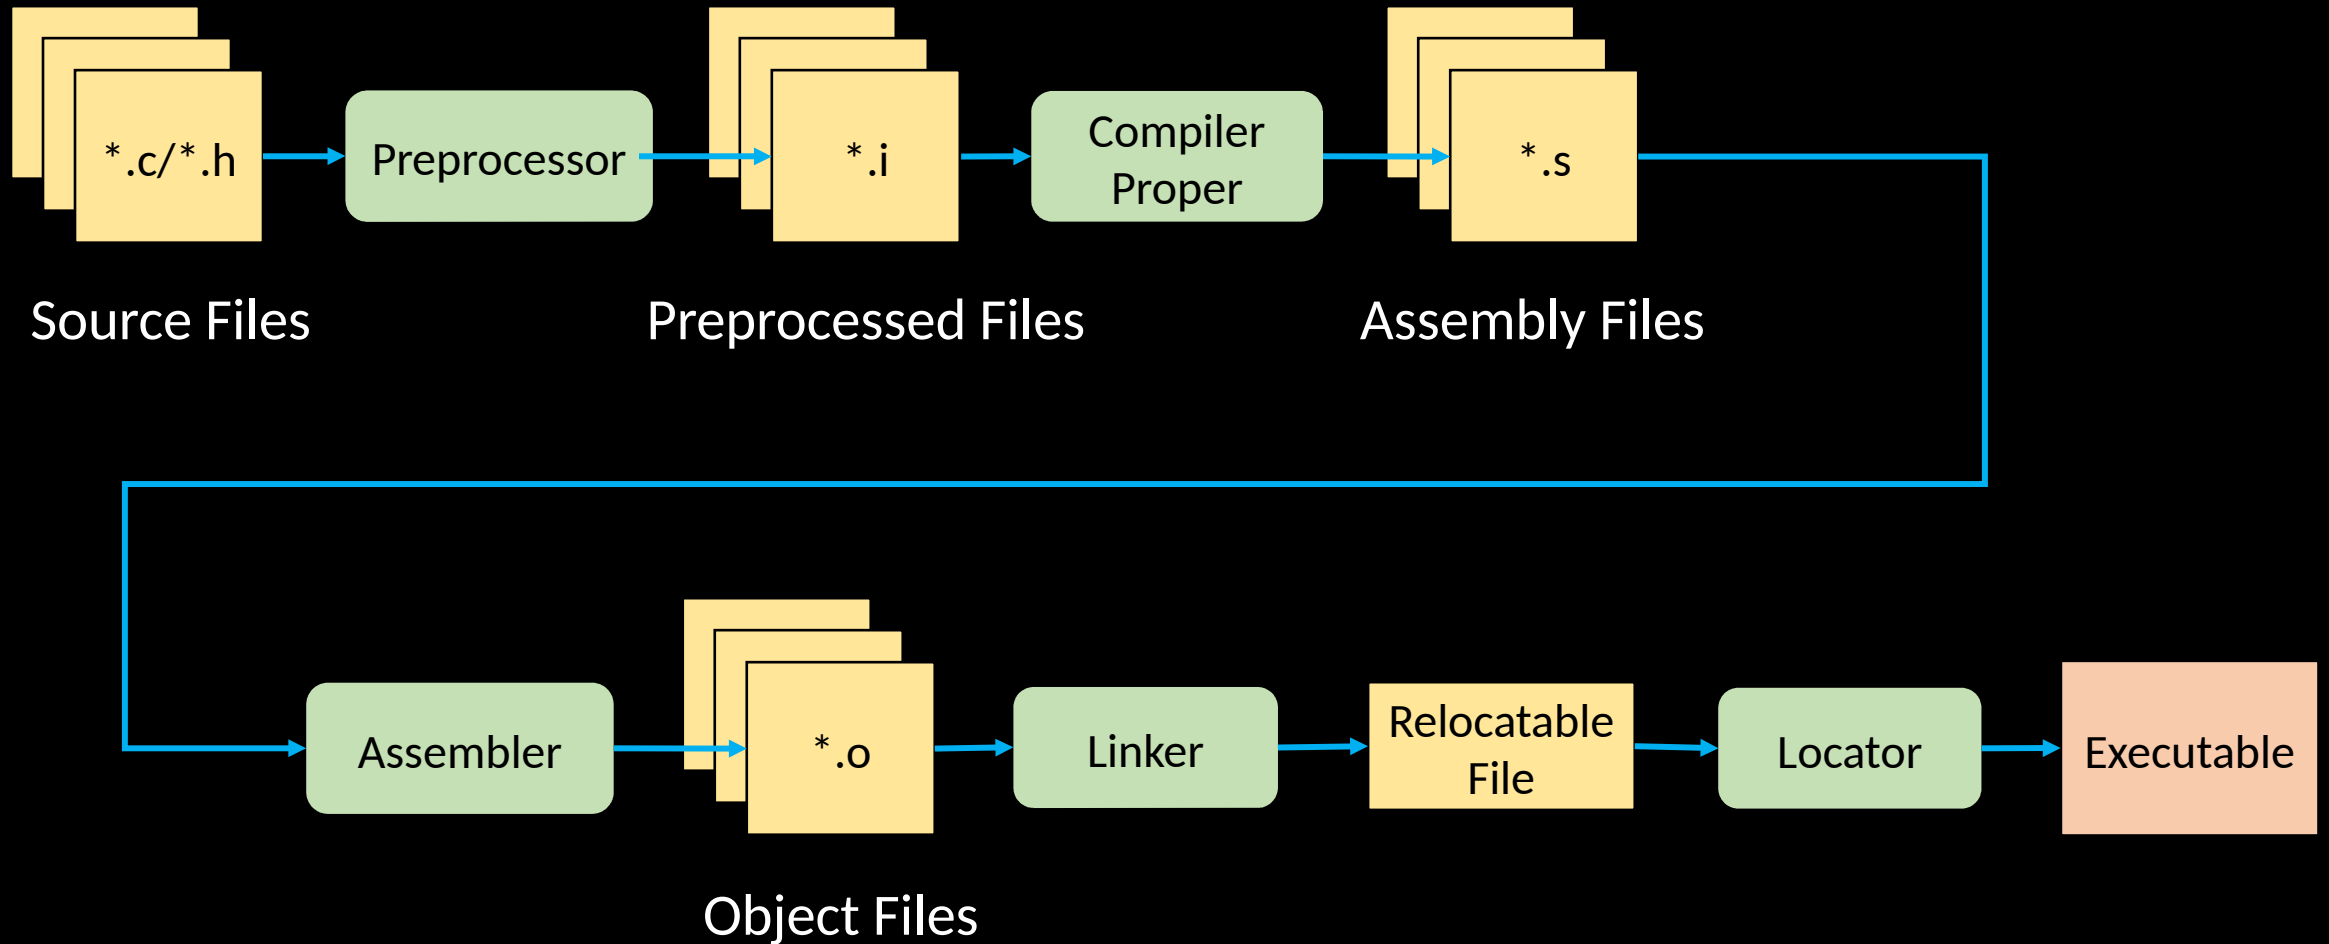 *.c/*.h
Preprocessor
*.i
Compiler
Proper
*.s
Source Files
Preprocessed Files
Assembly Files
Assembler
*.o
Linker
Relocatable
File
Locator
Executable
Object Files